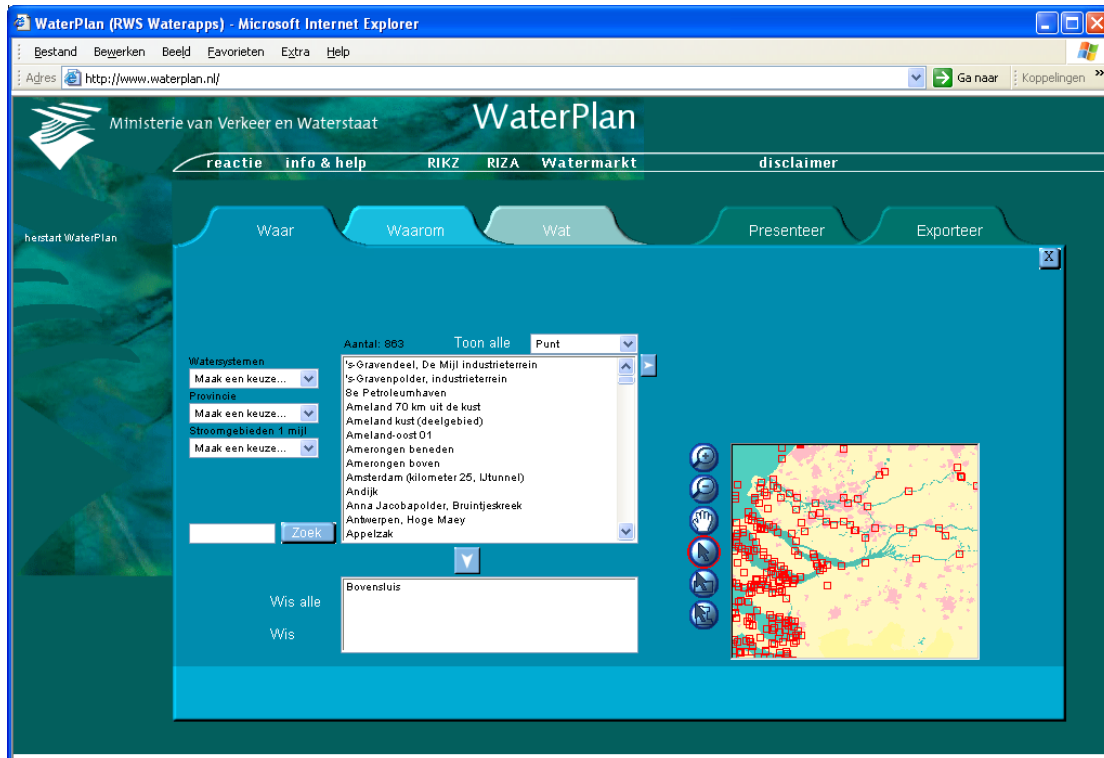 WaterPlan (RWS Waterapps) - Microsoft Internet Explorer
Bestand Bewerken Beeld Favorieten Extra Help
Adres http://www.waterplan.nl/ Ga naar Koppelingen »
Ministerie van Verkeer en Waterstaat WaterPlan
reactie info & help RIKZ RIZA Watermarkt disclaimer
herstart WaterPlan
Waar Waarom Wat Presenteer Exporteer
X
Aantal: 863 Toon alle Punt
Watersystemen
Maak een keuze...
Provincie
Maak een keuze...
Stroomgebieden 1 mijl
Maak een keuze...
's-Gravendeel, De Mijl industrieterrein
's-Gravenpolder, industrieterrein
8e Petroleumhaven
Ameland 70 km uit de kust
Ameland kust (deelgebied)
Ameland-oost 01
Amerongen beneden
Amerongen boven
Amsterdam (kilometer 25, IJtunnel)
Andijk
Anna Jacobapolder, Bruintjeskreek
Antwerpen, Hoge Maey
Appelzak
Zoek
Wis alle
Wis
Bovensluis